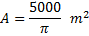 A = 5000/π m²